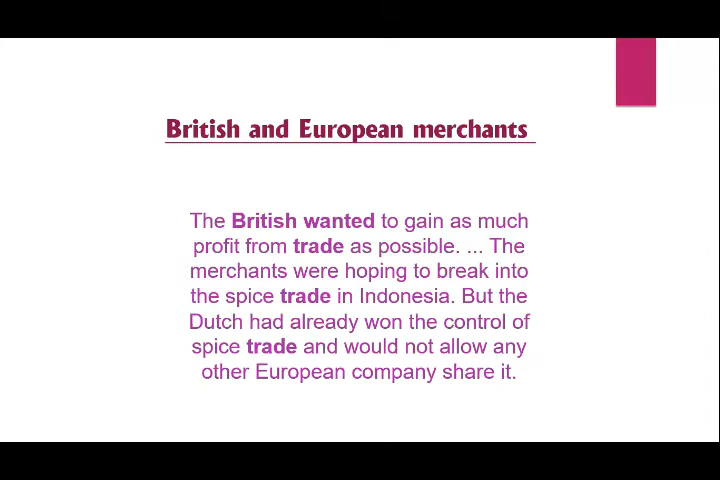 British and European merchants
The British wanted to gain as much
profit from trade as possible. ... The
merchants were hoping to break into
the spice trade in Indonesia. But the
Dutch had already won the control of
spice trade and would not allow any
other European company share it.